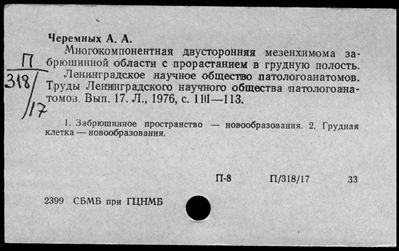 Черемных А. А.
Многокомпонентная двусторонняя мезенхимома за-
брюшинной области с прорастанием в грудную полость.
Ленинградское научное общество патологоанатомов.
Труды Ленинградского научного общества патологоана-
томов. Вып. 17. Л., 1976, с. 111—113.
П
318/17
1. Забрюшинное пространство — новообразования. 2. Грудная
клетка — новообразования.
П-8 П/318/17 33
2399 СБМБ при ГЦНМБ